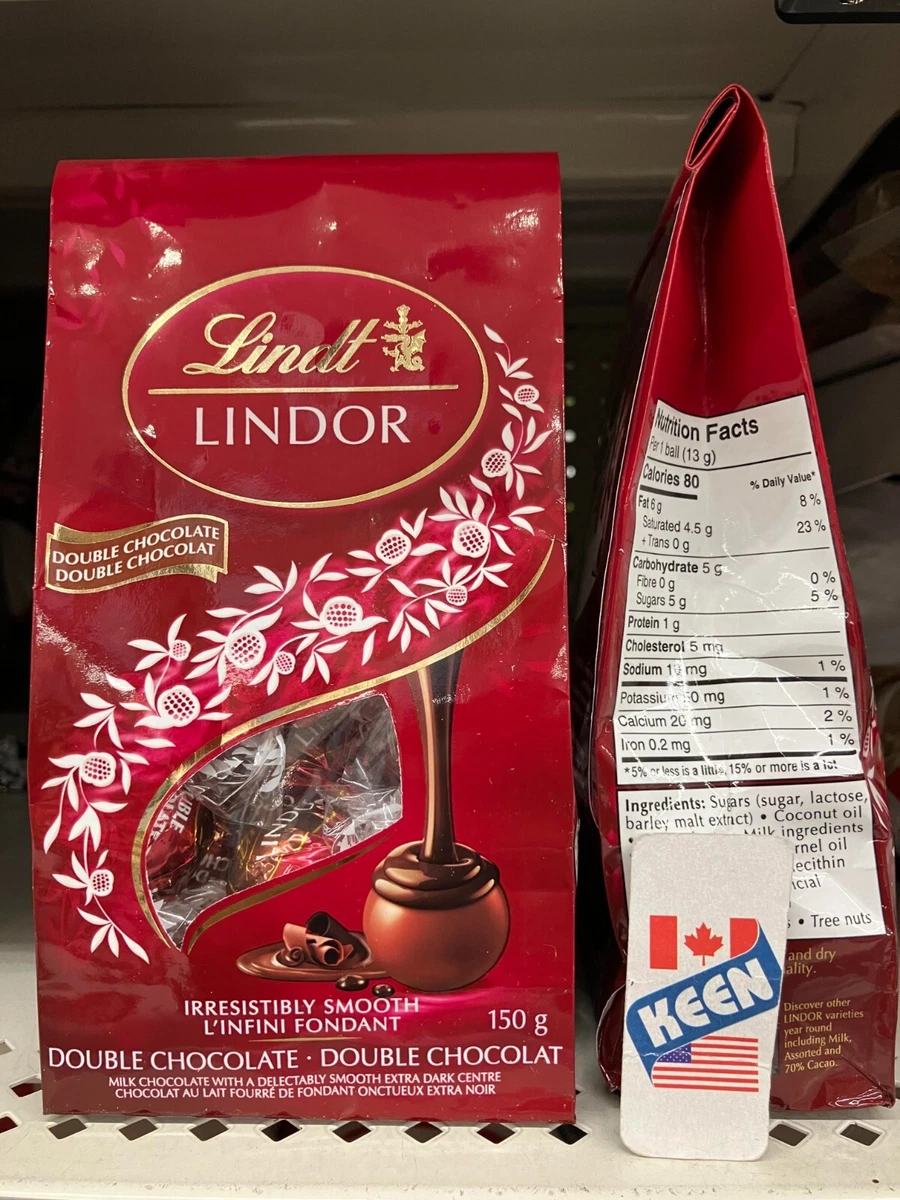 Lindt
LINDOR
DOUBLE CHOCOLATE
DOUBLE CHOCOLAT
IRRESISTIBLY SMOOTH
L'INFINI FONDANT
150 g
DOUBLE CHOCOLATE · DOUBLE CHOCOLAT
MILK CHOCOLATE WITH A DELECTABLY SMOOTH EXTRA DARK CENTRE
CHOCOLAT AU LAIT FOURRÉ DE FONDANT ONCTUEUX EXTRA NOIR
Nutrition Facts
Per 1 ball (13 g)
Calories 80
% Daily Value*
Fat 6 g 8 %
Saturated 4.5 g 23 %
+ Trans 0 g
Carbohydrate 5 g
Fibre 0 g 0 %
Sugars 5 g 5 %
Protein 1 g
Cholesterol 5 mg
Sodium mg 1 %
Potassium mg 1 %
Calcium 20 mg 2 %
Iron 0.2 mg 1 %
*5% or less is a little, 15% or more is a lot
Ingredients: Sugars (sugar, lactose,
barley malt extract) • Coconut oil
Milk ingredients
oil
• Tree nuts
and dry
Discover other
LINDOR varieties
year round
including Milk,
Assorted and
70% Cacao.
KEEN